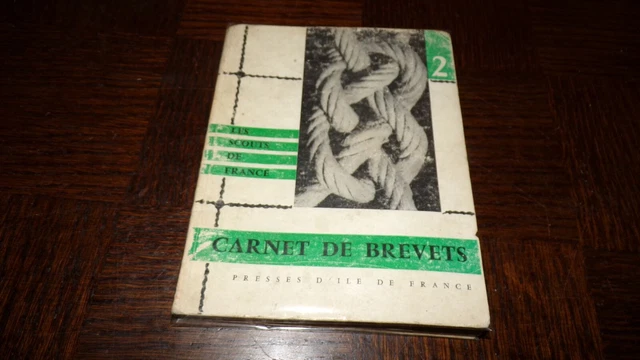 2
LES
SCOUTS
DE
FRANCE
CARNET DE BREVETS
PRESSES D'ILE DE FRANCE